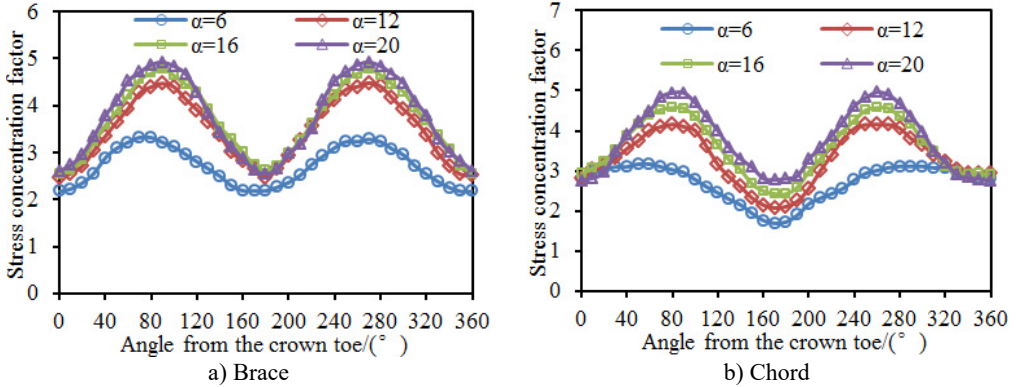 α=6 α=12
α=16 α=20
Stress concentration factor
6
5
4
3
2
1
0
0 40 80 120 160 200 240 280 320 360
Angle from the crown toe/(°)
a) Brace
α=6 α=12
α=16 α=20
Stress concentration factor
7
6
5
4
3
2
1
0
0 40 80 120 160 200 240 280 320 360
Angle from the crown toe/(°)
b) Chord